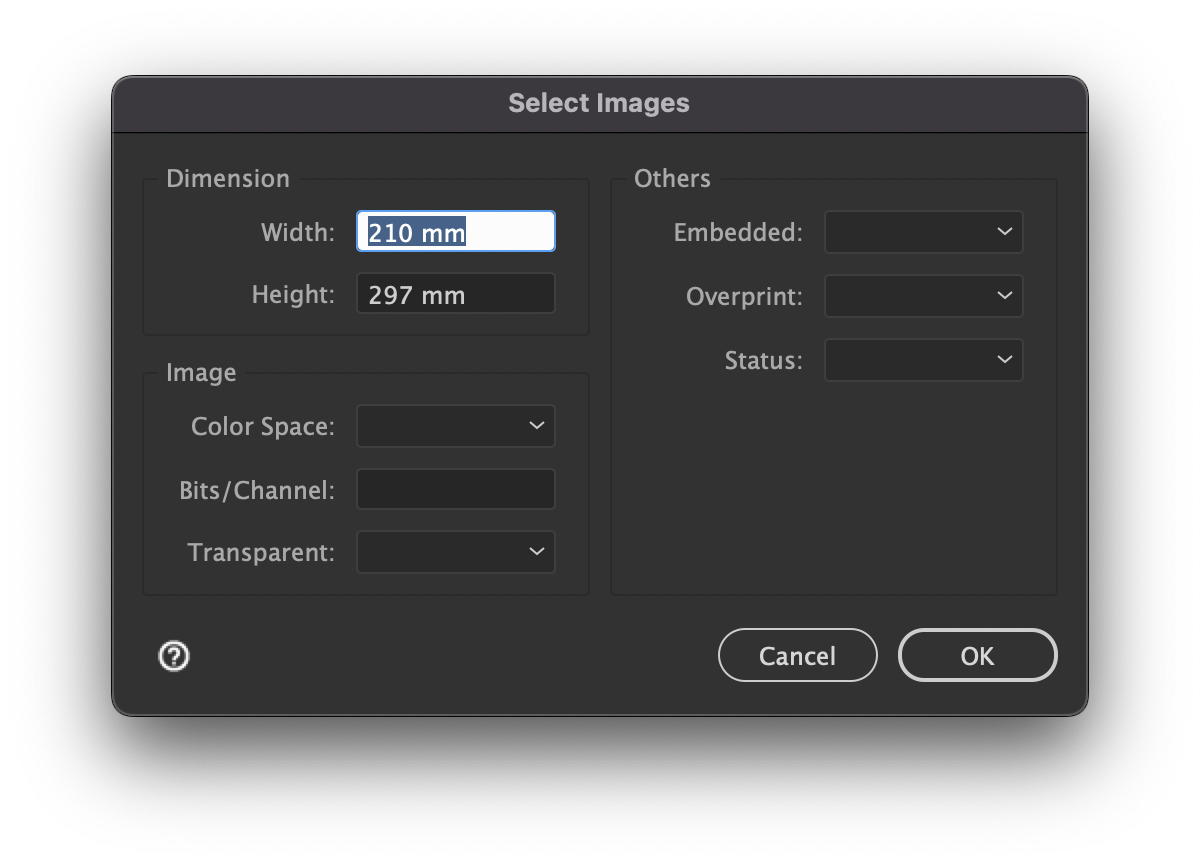 Select Images
Dimension
Width: 210 mm
Height: 297 mm
Image
Color Space:
Bits/Channel:
Transparent:
Others
Embedded:
Overprint:
Status:
?
Cancel
OK